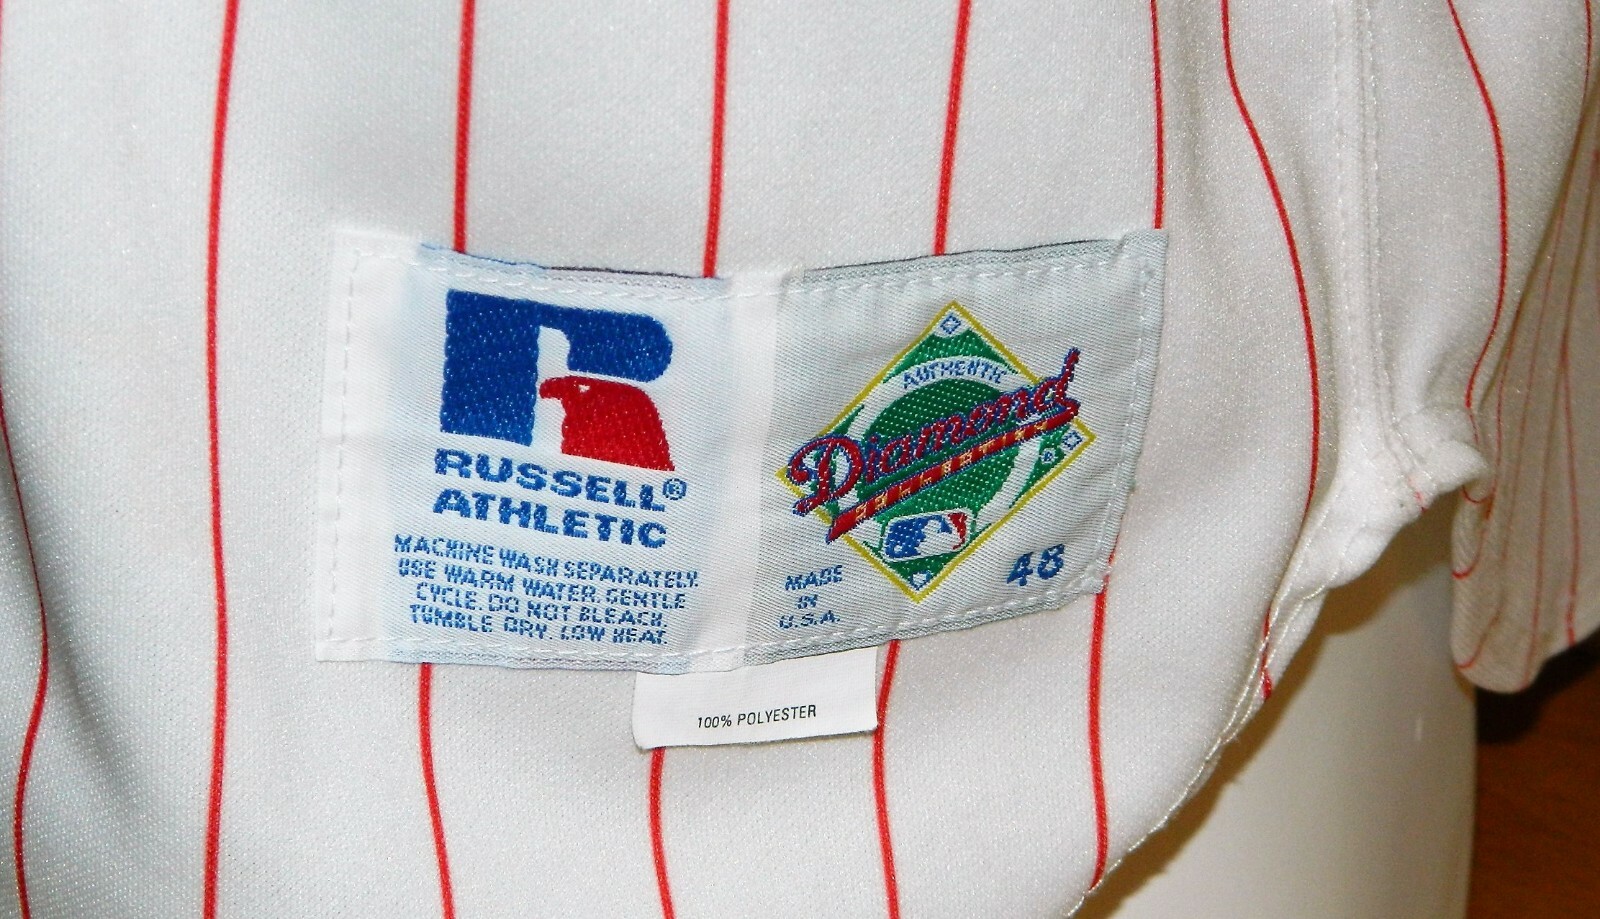 RUSSELL®
ATHLETIC
MACHINE WASH SEPARATELY.
USE WARM WATER. GENTLE
CYCLE. DO NOT BLEACH.
TUMBLE DRY. LOW HEAT.
AUTHENTIC
Diamond
COLLECTION
®
MADE
IN
U.S.A.
48
100% POLYESTER